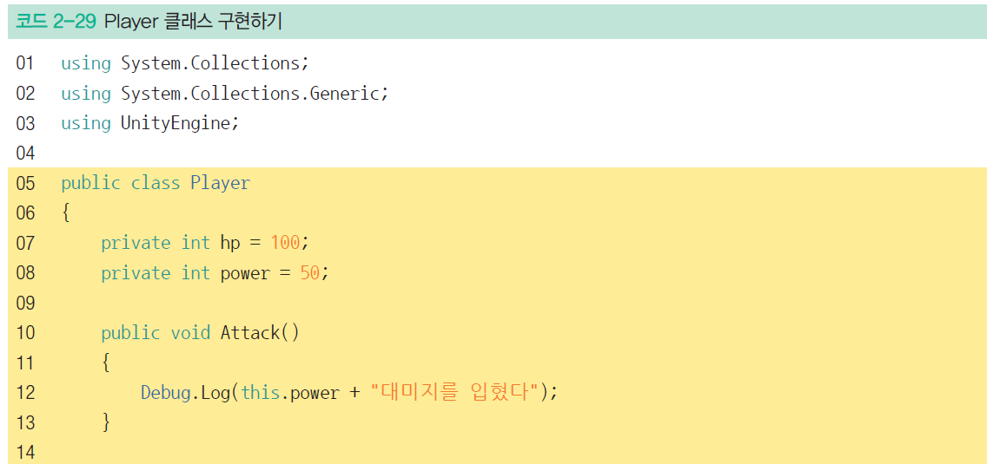 코드 2-29 Player 클래스 구현하기
01 using System.Collections;
02 using System.Collections.Generic;
03 using UnityEngine;
04
05 public class Player
06 {
07     private int hp = 100;
08     private int power = 50;
09
10     public void Attack()
11     {
12         Debug.Log(this.power + "대미지를 입혔다");
13     }
14